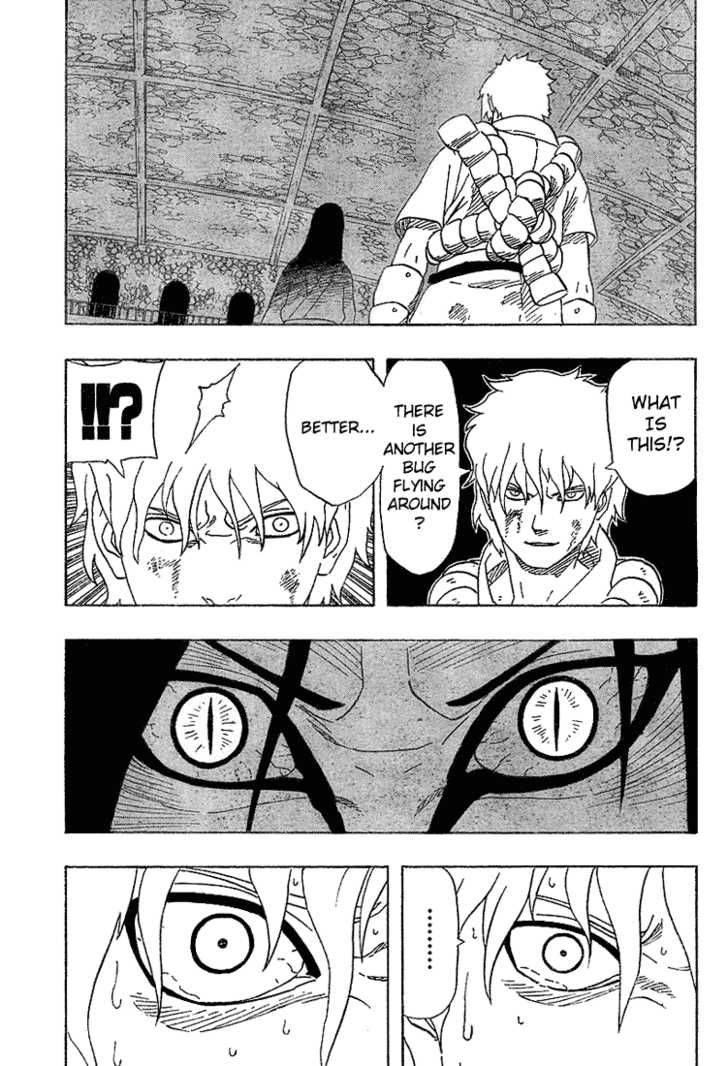 WHAT
IS
THIS!?
THERE
IS
ANOTHER
BUG
FLYING
AROUND
?
BETTER...
!!?
........